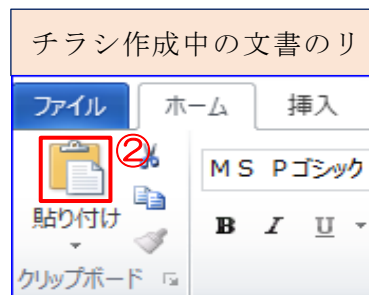 チラシ作成中の文書のリ
ファイル ホーム 挿入
②
貼り付け
MS Pゴシック
B I U
クリップボード